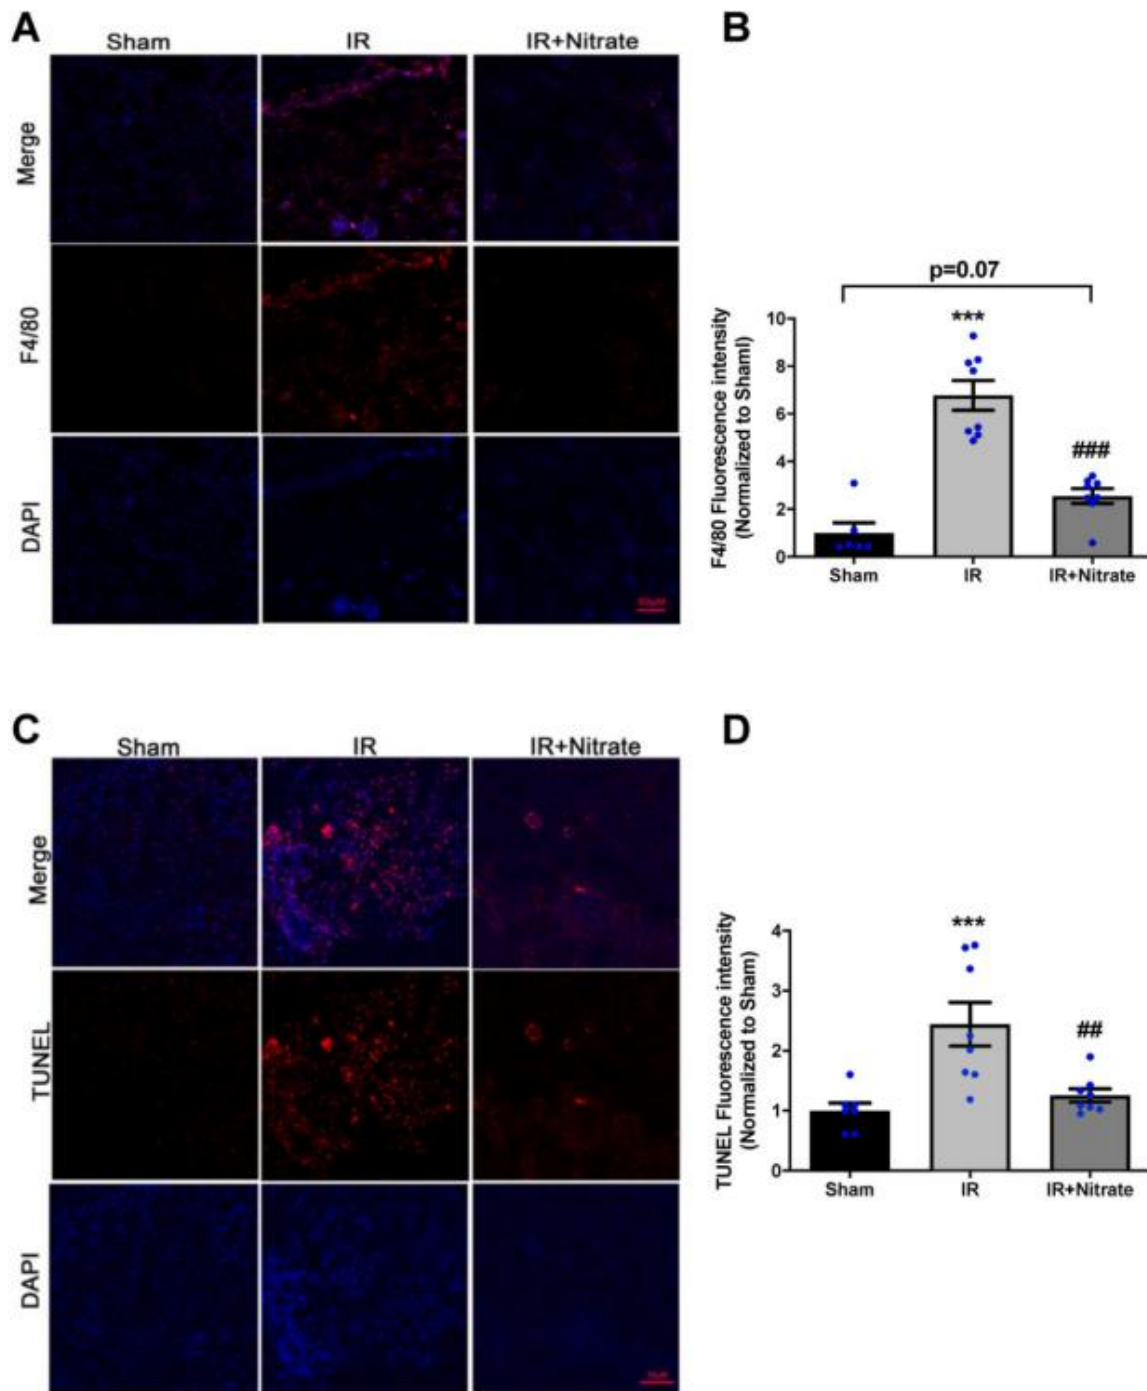 A
Sham IR IR+Nitrate
Merge
F4/80
DAPI
B
p=0.07
***
###
F4/80 Fluorescence intensity
(Normalized to Shaml)
10
8
6
4
2
0
Sham IR IR+Nitrate
C
Sham IR IR+Nitrate
Merge
TUNEL
DAPI
D
***
##
TUNEL Fluorescence intensity
(Normalized to Sham)
4
3
2
1
0
Sham IR IR+Nitrate